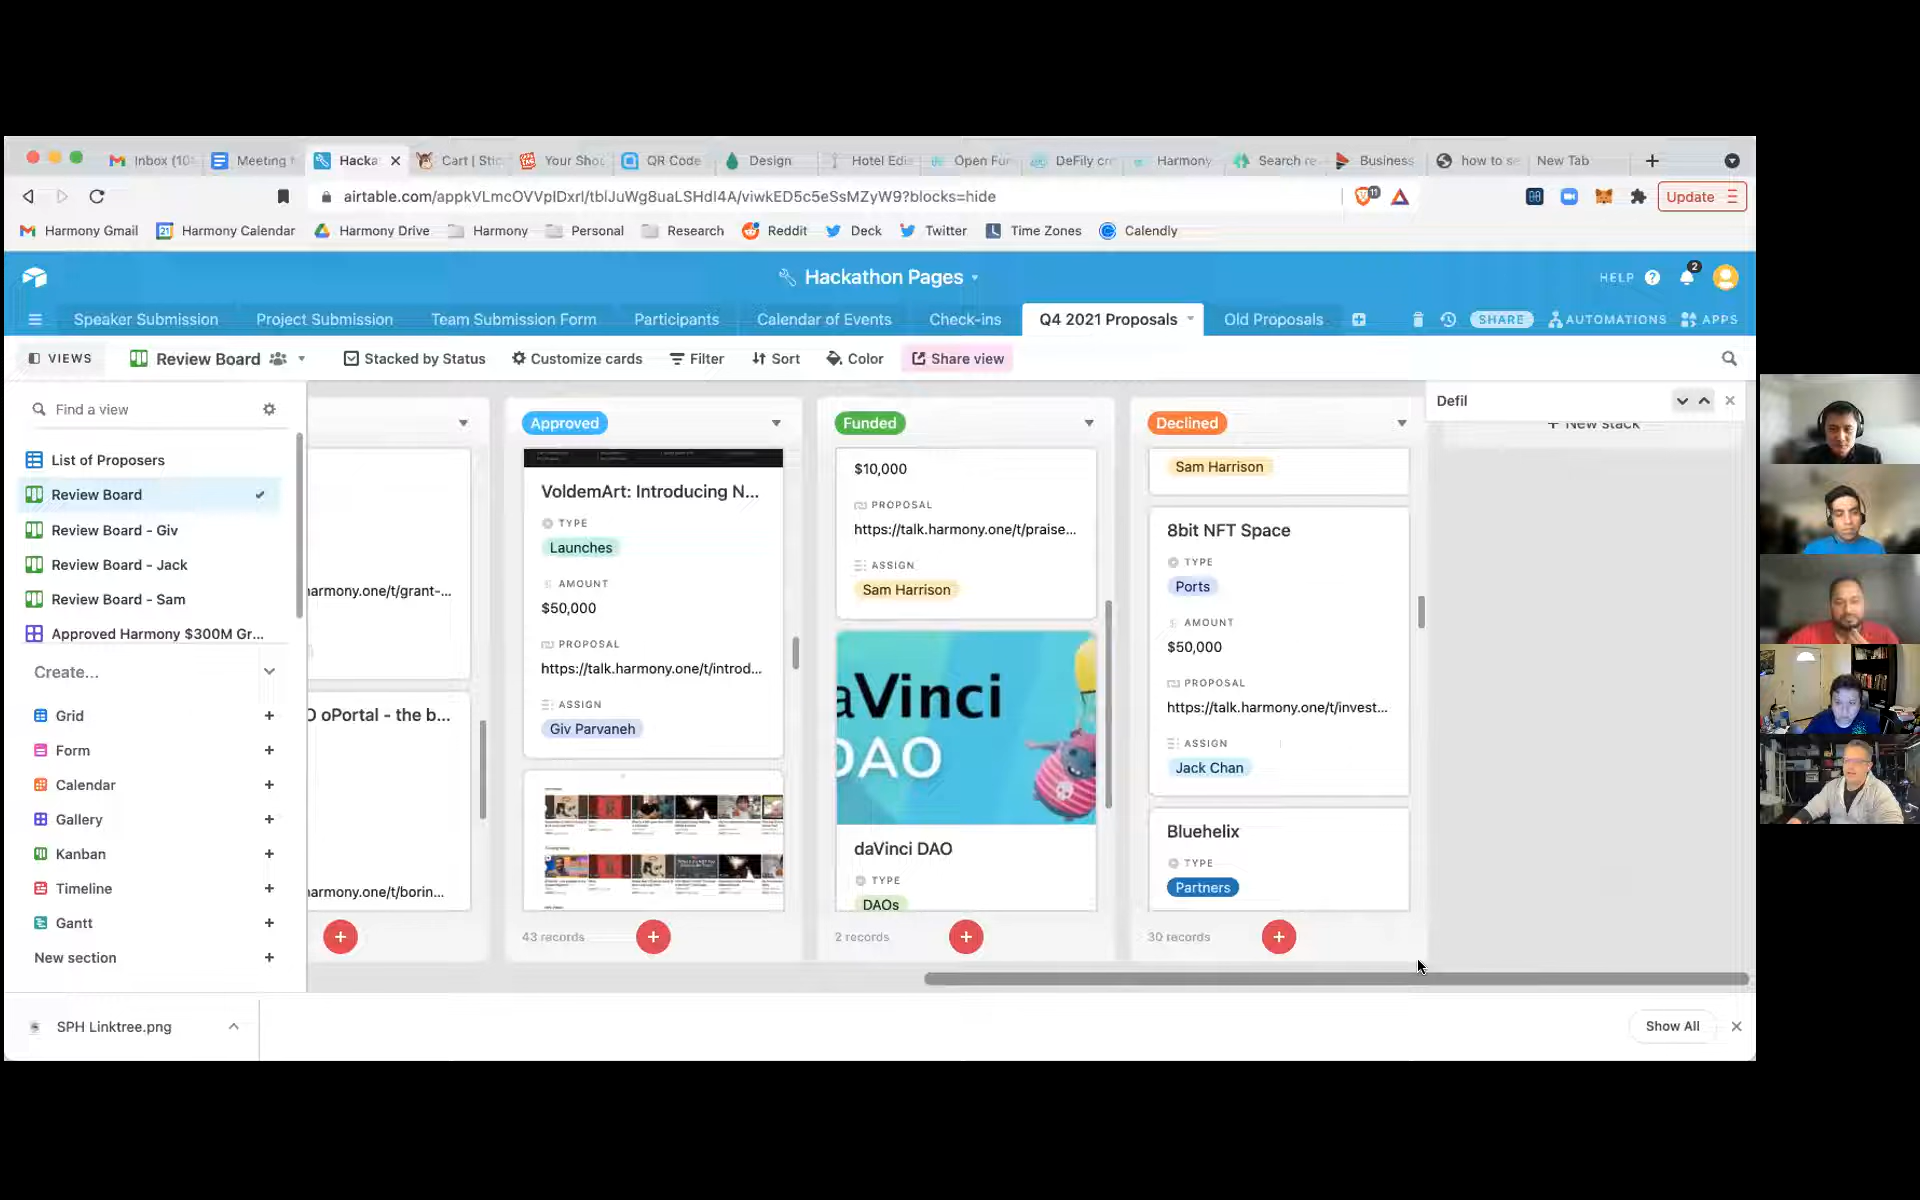 Inbox (10
Meeting
Hacka
Cart | Stic
Your Sho
QR Code
Design
Hotel Edi
Open Fu
DeFily cr
Harmony
Search re
Business
how to se
New Tab
airtable.com/appkVLmcOVVpIDxrI/tblJuWg8uaLSHdI4A/viwkED5c5eSsMZyW9?blocks=hide
11
Update
Harmony Gmail
Harmony Calendar
Harmony Drive
Harmony
Personal
Research
Reddit
Deck
Twitter
Time Zones
Calendly
Hackathon Pages
HELP
2
Speaker Submission
Project Submission
Team Submission Form
Participants
Calendar of Events
Check-ins
Q4 2021 Proposals
Old Proposals
SHARE
AUTOMATIONS
APPS
VIEWS
Review Board
Stacked by Status
Customize cards
Filter
Sort
Color
Share view
Find a view
List of Proposers
Review Board
Review Board - Giv
Review Board - Jack
Review Board - Sam
Approved Harmony $300M Gr...
Create...
Grid
Form
Calendar
Gallery
Kanban
Timeline
Gantt
New section
armony.one/t/grant-...
O oPortal - the b...
armony.one/t/borin...
Approved
VoldemArt: Introducing N...
TYPE
Launches
AMOUNT
$50,000
PROPOSAL
https://talk.harmony.one/t/introd...
ASSIGN
Giv Parvaneh
43 records
Funded
$10,000
PROPOSAL
https://talk.harmony.one/t/praise...
ASSIGN
Sam Harrison
aVinci
DAO
daVinci DAO
TYPE
DAOs
2 records
Declined
Sam Harrison
8bit NFT Space
TYPE
Ports
AMOUNT
$50,000
PROPOSAL
https://talk.harmony.one/t/invest...
ASSIGN
Jack Chan
Bluehelix
TYPE
Partners
30 records
Defil
New stack
SPH Linktree.png
Show All